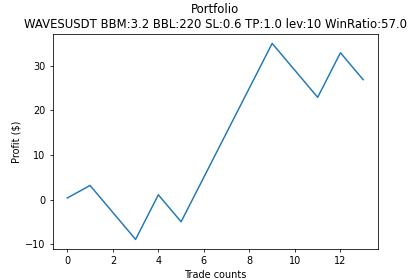 Portfolio
WAVESUSDT BBM:3.2 BBL:220 SL:0.6 TP:1.0 lev:10 WinRatio:57.0
30
20
10
0
−10
Profit ($)
0 2 4 6 8 10 12
Trade counts